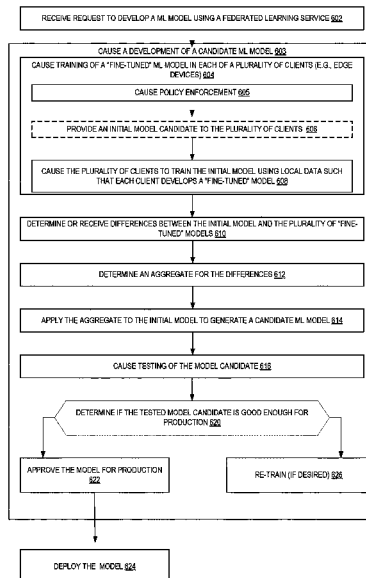 RECEIVE REQUEST TO DEVELOP A ML MODEL USING A FEDERATED LEARNING SERVICE 602
CAUSE A DEVELOPMENT OF A CANDIDATE ML MODEL 603
CAUSE TRAINING OF A "FINE-TUNED" ML MODEL IN EACH OF A PLURALITY OF CLIENTS (E.G., EDGE
DEVICES) 604
CAUSE POLICY ENFORCEMENT 605
PROVIDE AN INITIAL MODEL CANDIDATE TO THE PLURALITY OF CLIENTS 606
CAUSE THE PLURALITY OF CLIENTS TO TRAIN THE INITIAL MODEL USING LOCAL DATA SUCH
THAT EACH CLIENT DEVELOPS A "FINE-TUNED" MODEL 608
DETERMINE OR RECEIVE DIFFERENCES BETWEEN THE INITIAL MODEL AND THE PLURALITY OF "FINE-
TUNED" MODELS 610
DETERMINE AN AGGREGATE FOR THE DIFFERENCES 612
APPLY THE AGGREGATE TO THE INITIAL MODEL TO GENERATE A CANDIDATE ML MODEL 614
CAUSE TESTING OF THE MODEL CANDIDATE 618
DETERMINE IF THE TESTED MODEL CANDIDATE IS GOOD ENOUGH FOR
PRODUCTION 620
APPROVE THE MODEL FOR PRODUCTION
622
RE-TRAIN (IF DESIRED) 626
DEPLOY THE MODEL 624